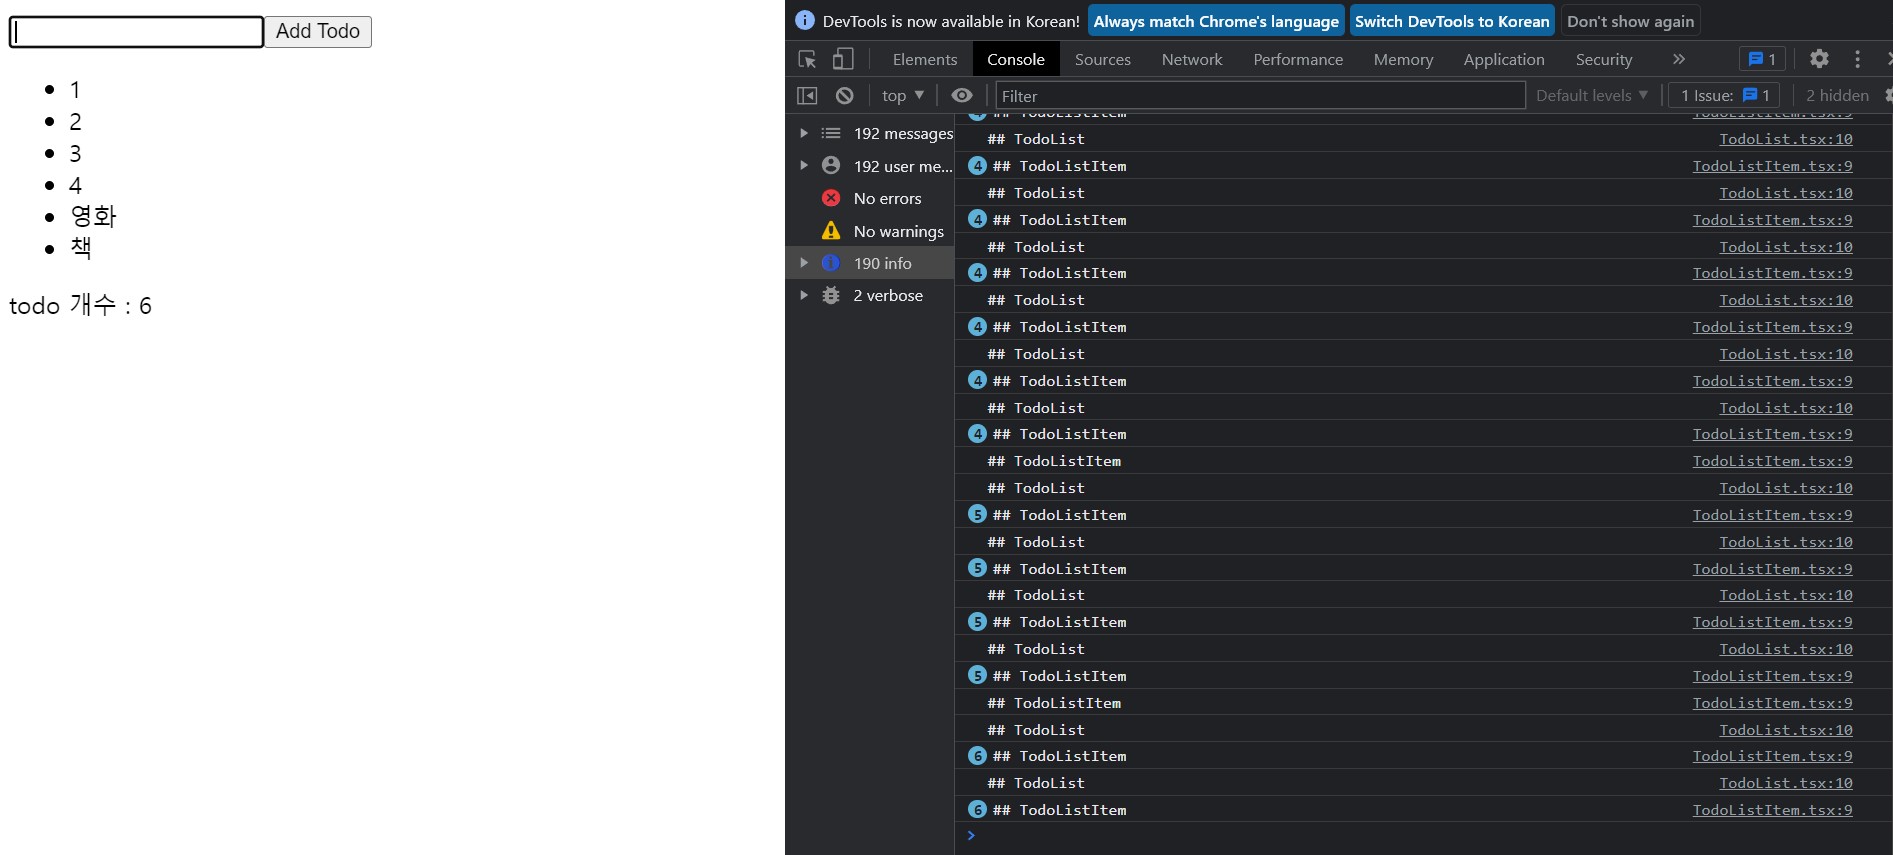 Add Todo
1
2
3
4
영화
책
todo 개수 : 6
DevTools is now available in Korean! Always match Chrome's language Switch DevTools to Korean Don't show again
Elements Console Sources Network Performance Memory Application Security 1
top Filter Default levels 1 Issue: 1 2 hidden
192 messages
192 user me...
No errors
No warnings
190 info
2 verbose
4 ## TodoListItem TodoListItem.tsx:9
## TodoList TodoList.tsx:10
4 ## TodoListItem TodoListItem.tsx:9
## TodoList TodoList.tsx:10
4 ## TodoListItem TodoListItem.tsx:9
## TodoList TodoList.tsx:10
4 ## TodoListItem TodoListItem.tsx:9
## TodoList TodoList.tsx:10
4 ## TodoListItem TodoListItem.tsx:9
## TodoList TodoList.tsx:10
4 ## TodoListItem TodoListItem.tsx:9
## TodoList TodoList.tsx:10
4 ## TodoListItem TodoListItem.tsx:9
## TodoListItem TodoListItem.tsx:9
## TodoList TodoList.tsx:10
5 ## TodoListItem TodoListItem.tsx:9
## TodoList TodoList.tsx:10
5 ## TodoListItem TodoListItem.tsx:9
## TodoList TodoList.tsx:10
5 ## TodoListItem TodoListItem.tsx:9
## TodoList TodoList.tsx:10
5 ## TodoListItem TodoListItem.tsx:9
## TodoListItem TodoListItem.tsx:9
## TodoList TodoList.tsx:10
6 ## TodoListItem TodoListItem.tsx:9
## TodoList TodoList.tsx:10
6 ## TodoListItem TodoListItem.tsx:9